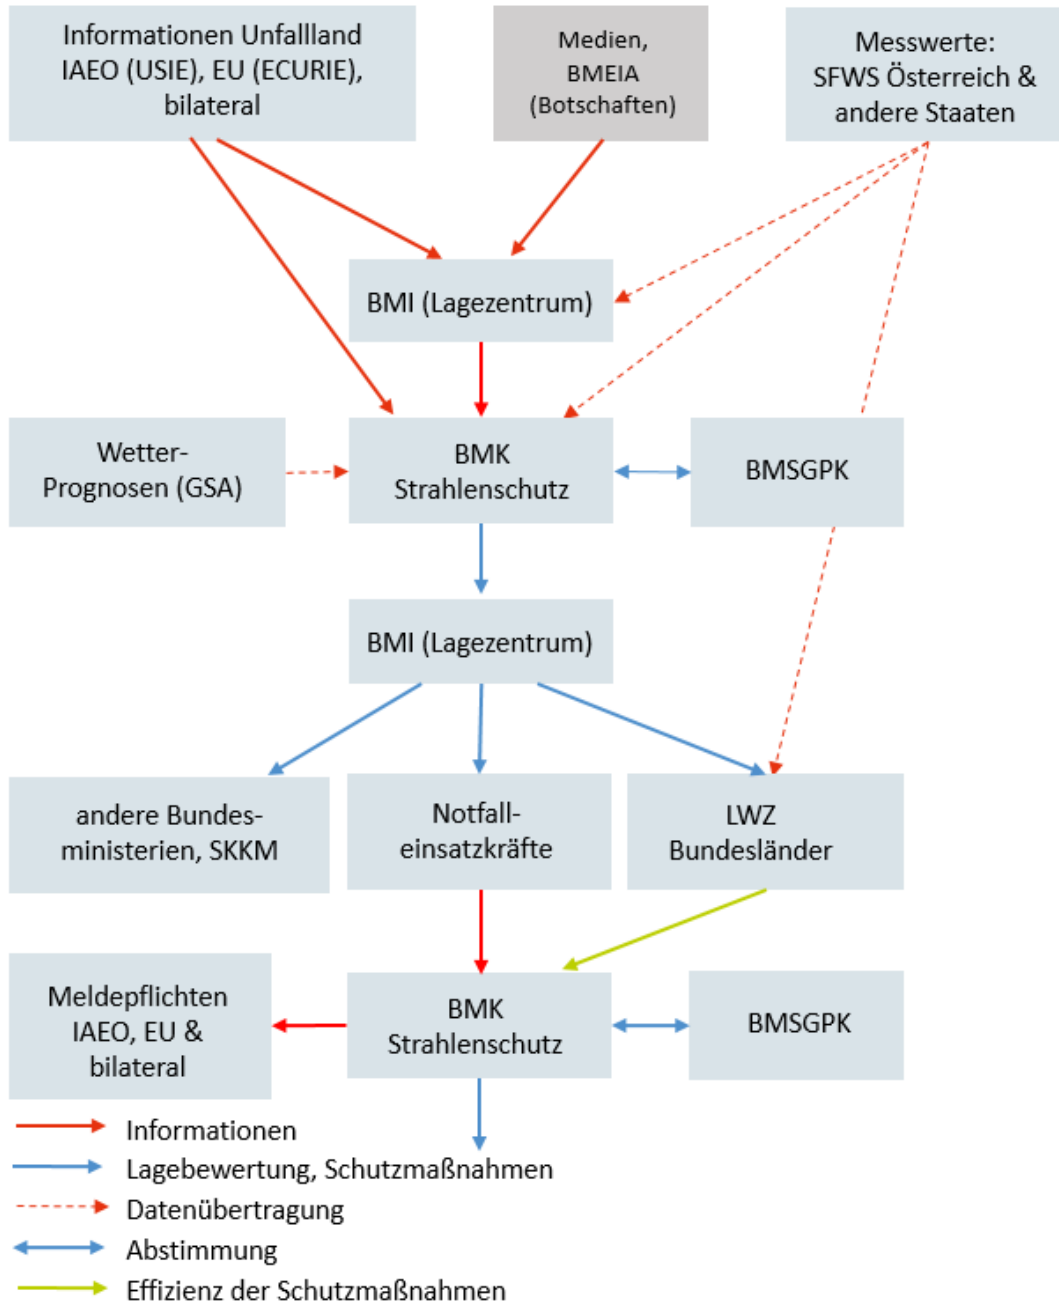 Informationen Unfallland
IAEO (USIE), EU (ECURIE),
bilateral
Medien,
BMEIA
(Botschaften)
Messwerte:
SFWS Österreich &
andere Staaten
BMI (Lagezentrum)
Wetter-
Prognosen (GSA)
BMK
Strahlenschutz
BMSGPK
BMI (Lagezentrum)
andere Bundes-
ministerien, SKKM
Notfall-
einsatzkräfte
LWZ
Bundesländer
Meldepflichten
IAEO, EU &
bilateral
BMK
Strahlenschutz
BMSGPK
Informationen
Lagebewertung, Schutzmaßnahmen
Datenübertragung
Abstimmung
Effizienz der Schutzmaßnahmen